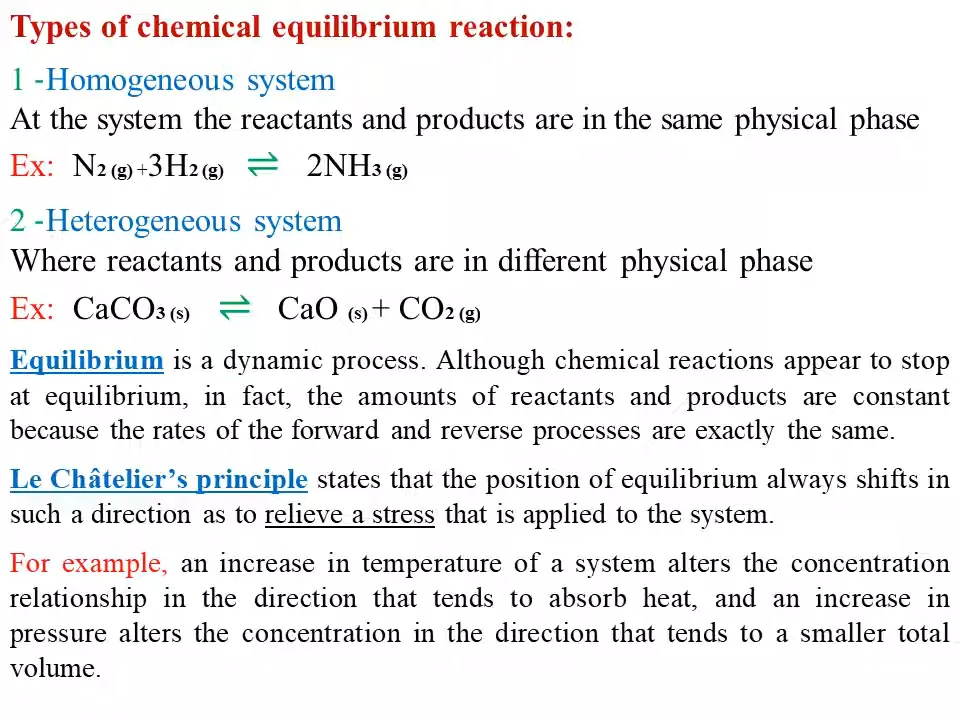 Types of chemical equilibrium reaction:
1 -Homogeneous system
At the system the reactants and products are in the same physical phase
Ex: N2 (g) +3H2 (g) ⇌ 2NH3 (g)
2 -Heterogeneous system
Where reactants and products are in different physical phase
Ex: CaCO3 (s) ⇌ CaO (s) + CO2 (g)
Equilibrium is a dynamic process. Although chemical reactions appear to stop
at equilibrium, in fact, the amounts of reactants and products are constant
because the rates of the forward and reverse processes are exactly the same.
Le Châtelier’s principle states that the position of equilibrium always shifts in
such a direction as to relieve a stress that is applied to the system.
For example, an increase in temperature of a system alters the concentration
relationship in the direction that tends to absorb heat, and an increase in
pressure alters the concentration in the direction that tends to a smaller total
volume.